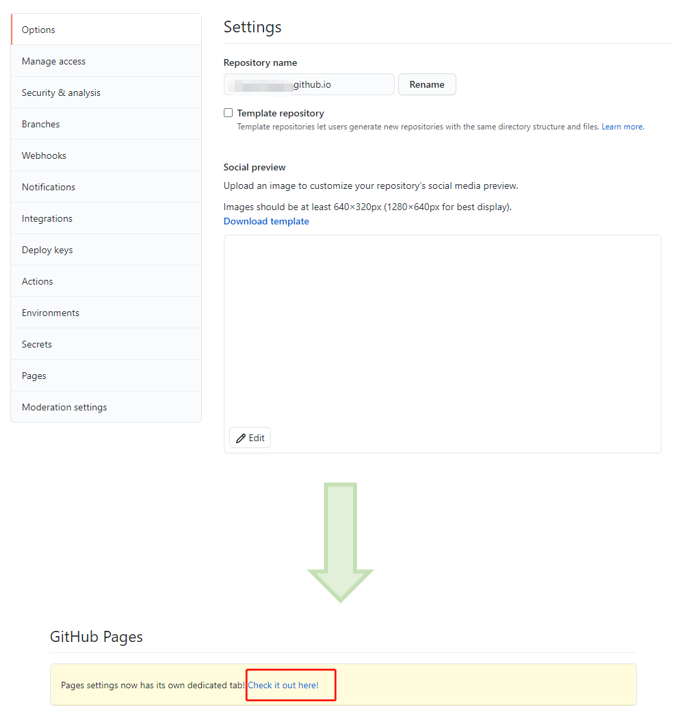 Options
Manage access
Security & analysis
Branches
Webhooks
Notifications
Integrations
Deploy keys
Actions
Environments
Secrets
Pages
Moderation settings
Settings
Repository name
github.io
Rename
Template repository
Template repositories let users generate new repositories with the same directory structure and files. Learn more.
Social preview
Upload an image to customize your repository's social media preview.
Images should be at least 640×320px (1280×640px for best display).
Download template
Edit
GitHub Pages
Pages settings now has its own dedicated tab! Check it out here!